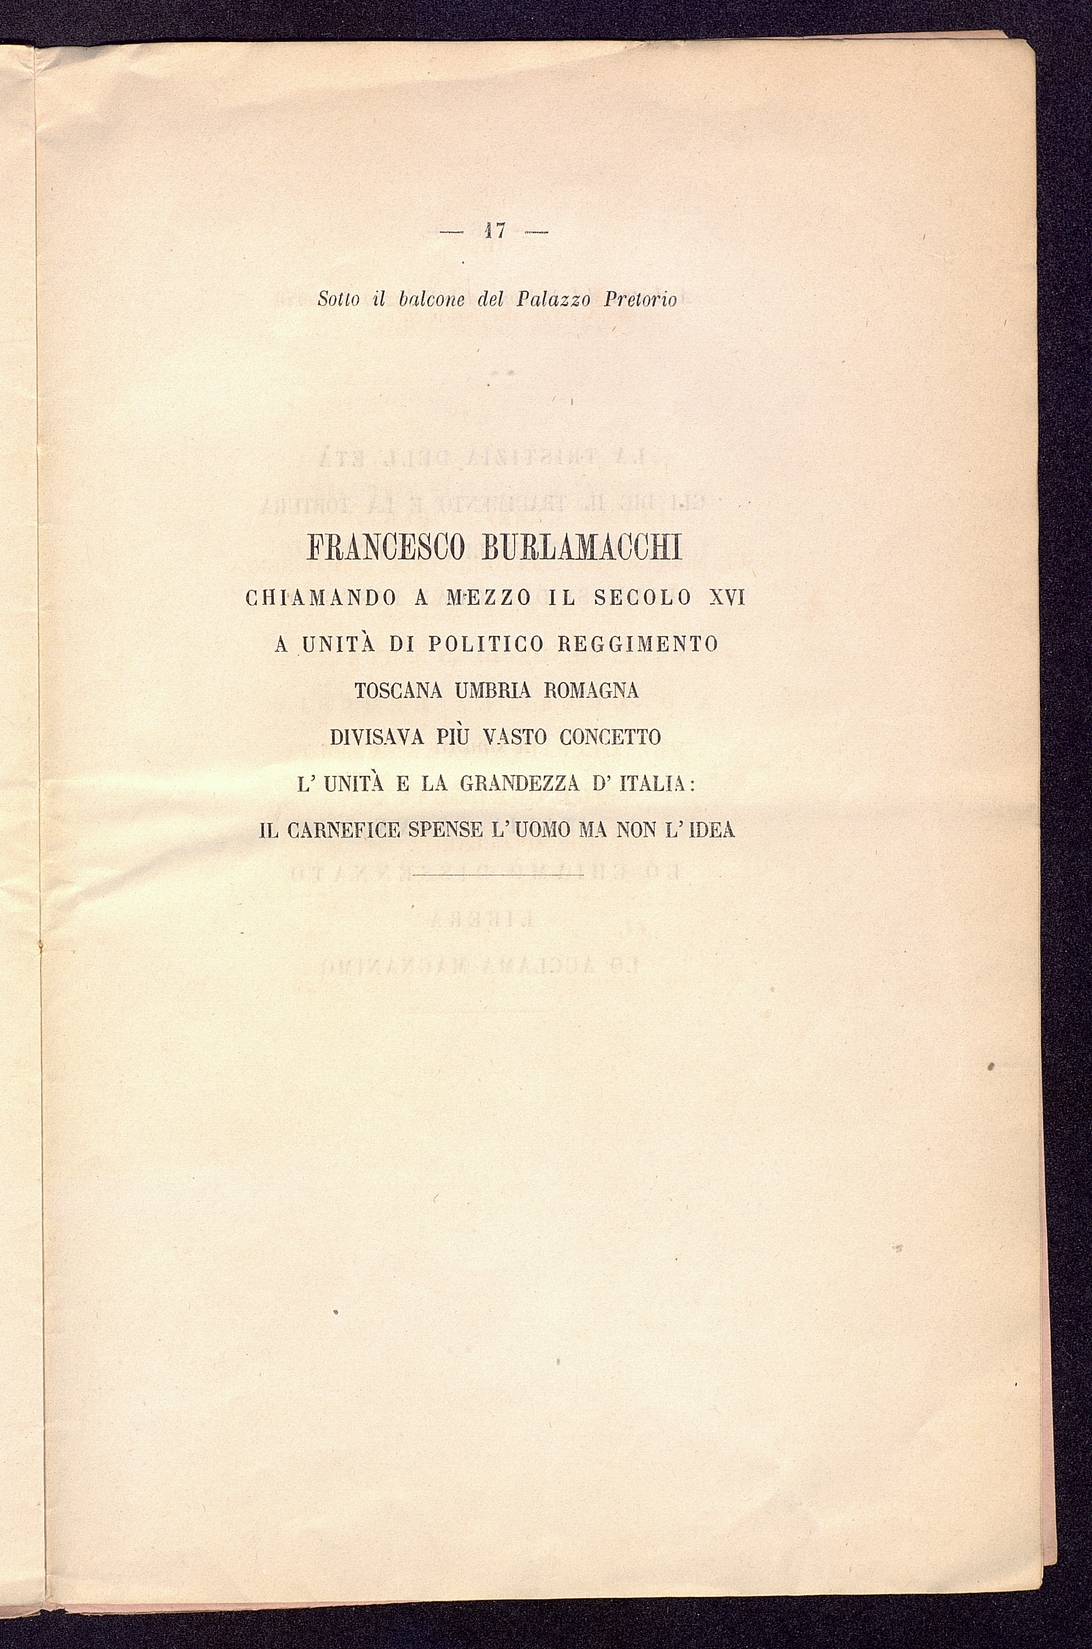 — 17 —
Sotto il balcone del Palazzo Pretorio
FRANCESCO BURLAMACCHI
CHIAMANDO A MEZZO IL SECOLO XVI
A UNITÀ DI POLITICO REGGIMENTO
TOSCANA UMBRIA ROMAGNA
DIVISAVA PIÙ VASTO CONCETTO
L' UNITÀ E LA GRANDEZZA D' ITALIA:
IL CARNEFICE SPENSE L' UOMO MA NON L' IDEA